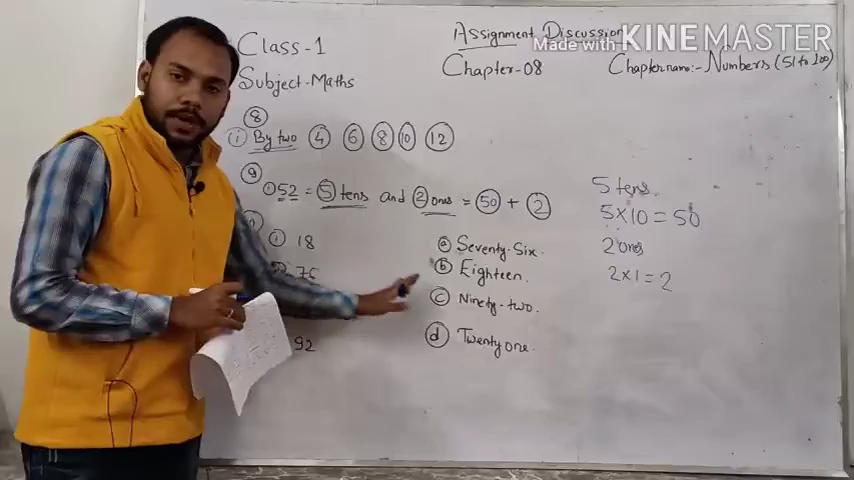 Class-1
Assignment Discussion
Made with KINEMASTER
Subject-Maths
Chapter-08
Chaptername:- Numbers (51 to 100)
8
i By two 4 6 8 10 12
9
52 = 5 tens and 2 ones = 50 + 2
5 tens.
5×10 = 50
2 ones
2×1 = 2
i 18
a Seventy-Six.
76
b Eighteen.
c Ninety-two.
92
d Twenty one.